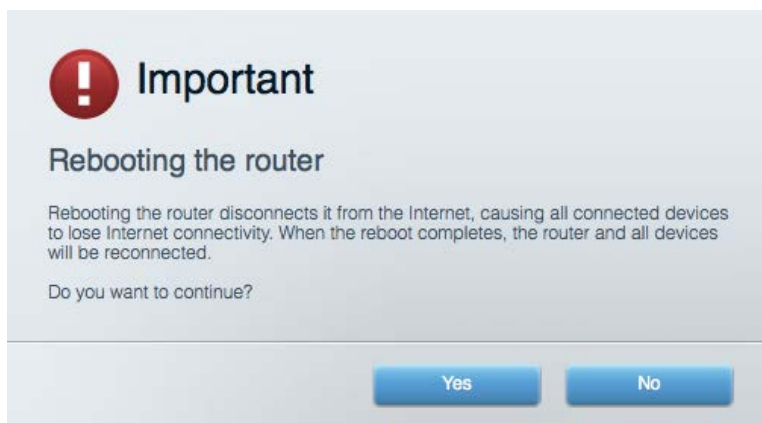 Important
Rebooting the router
Rebooting the router disconnects it from the Internet, causing all connected devices
to lose Internet connectivity. When the reboot completes, the router and all devices
will be reconnected.
Do you want to continue?
Yes No